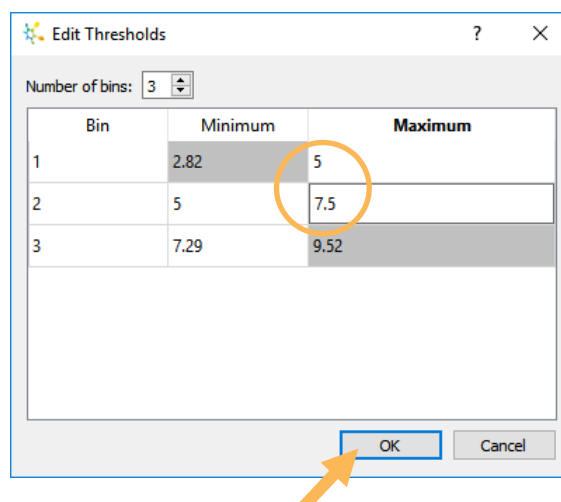 Edit Thresholds ?
Number of bins: 3
Bin Minimum Maximum
1 2.82 5
2 5 7.5
3 7.29 9.52
OK Cancel